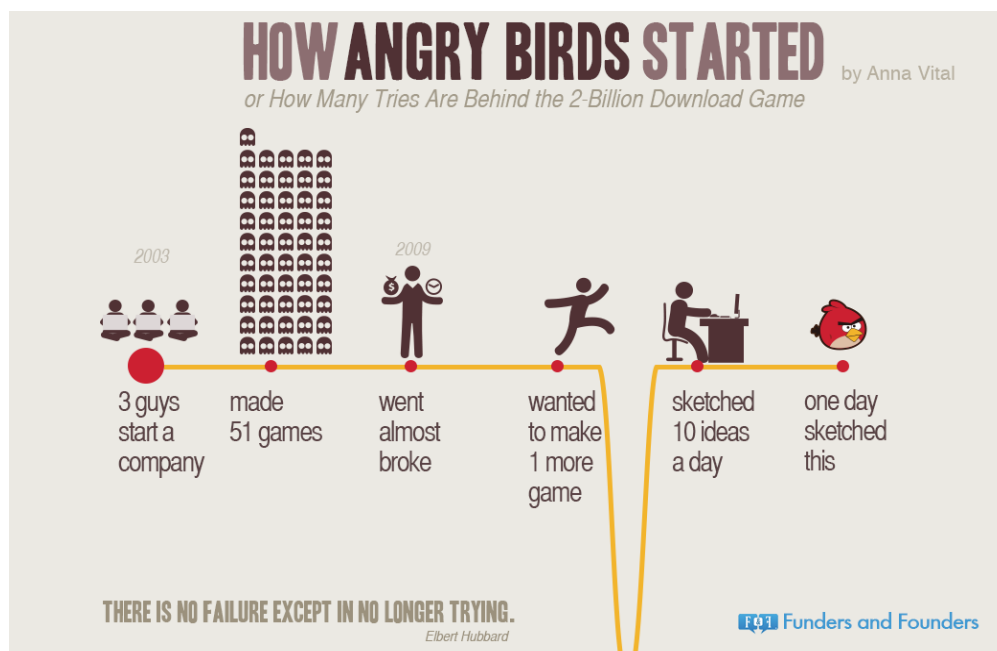 HOW ANGRY BIRDS STARTED
by Anna Vital
or How Many Tries Are Behind the 2-Billion Download Game
2003
2009
$
3 guys
start a
company
made
51 games
went
almost
broke
wanted
to make
1 more
game
sketched
10 ideas
a day
one day
sketched
this
THERE IS NO FAILURE EXCEPT IN NO LONGER TRYING.
Elbert Hubbard
F&F Funders and Founders